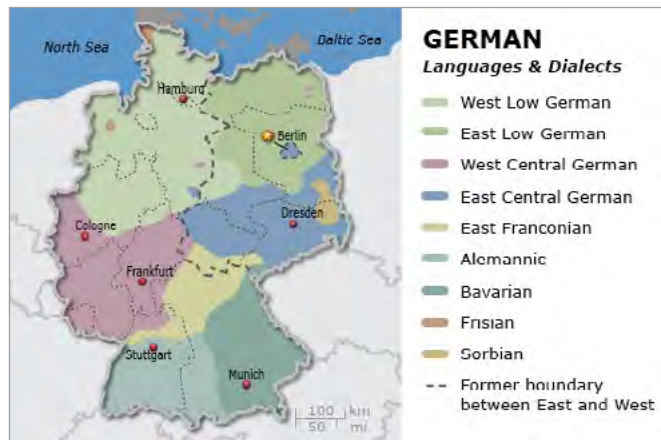 North Sea
Baltic Sea
Hamburg
Berlin
Cologne
Dresden
Frankfurt
Stuttgart
Munich
100 km
50 mi
GERMAN
Languages & Dialects
West Low German
East Low German
West Central German
East Central German
East Franconian
Alemannic
Bavarian
Frisian
Sorbian
Former boundary
between East and West